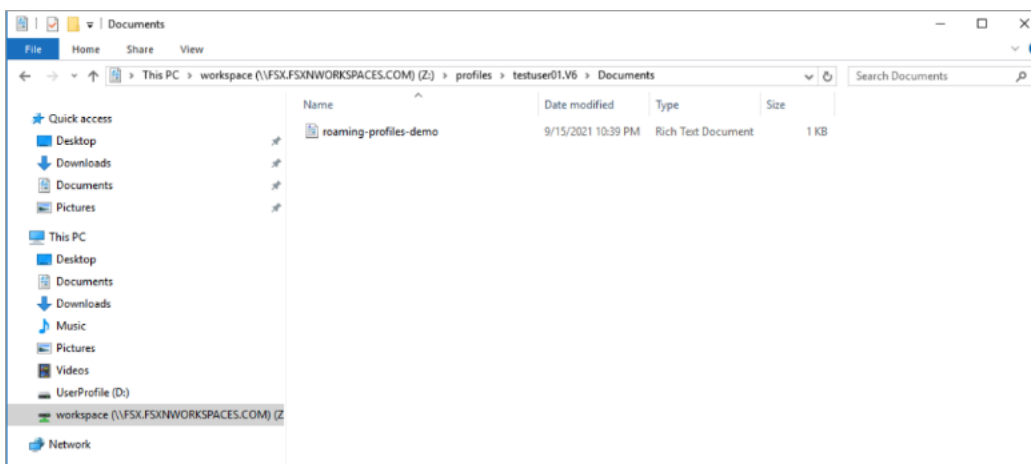 Documents
File Home Share View
This PC > workspace (\\FSX.FSXNWORKSPACES.COM) (Z:) > profiles > testuser01.V6 > Documents Search Documents
Name Date modified Type Size
roaming-profiles-demo 9/15/2021 10:39 PM Rich Text Document 1 KB
Quick access
Desktop
Downloads
Documents
Pictures
This PC
Desktop
Documents
Downloads
Music
Pictures
Videos
UserProfile (D:)
workspace (\\FSX.FSXNWORKSPACES.COM) (Z
Network